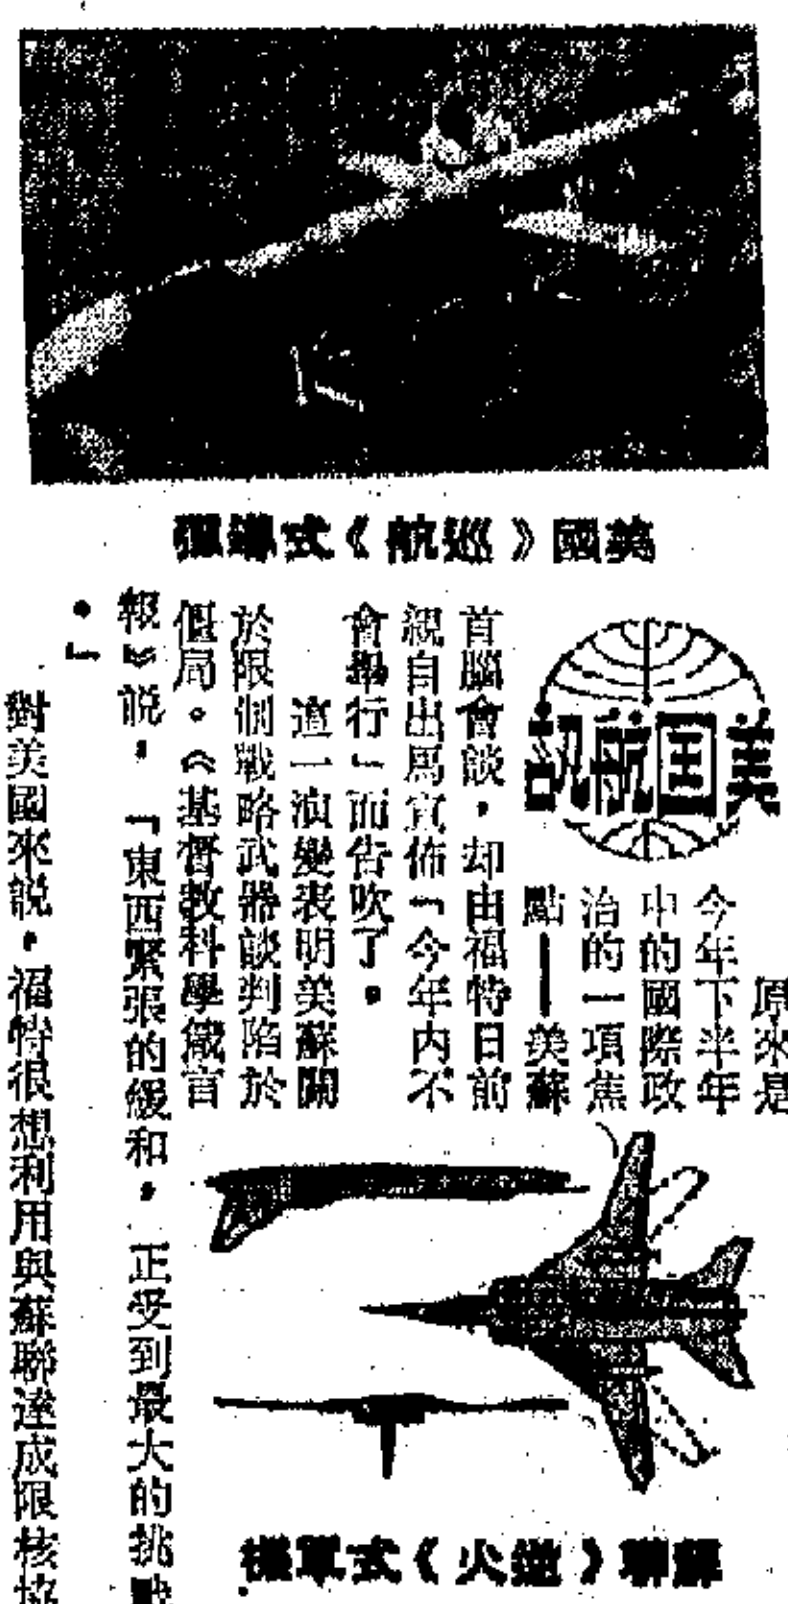 美國《巡航》式導彈
美国航訊
原來是
今年下半年
中的國際政
治的一項焦
點——美蘇
首腦會談，却由福特日前
親自出馬宣佈「今年內不
會舉行」而告吹了。
這一演變表明美蘇關
於限制戰略武器談判陷於
僵局。《基督教科學箴言
報》說，「東西緊張的緩和，正受到最大的挑戰
。」
對美國來說，福特很想利用與蘇聯達成限核協
蘇聯《逆火》式軍機